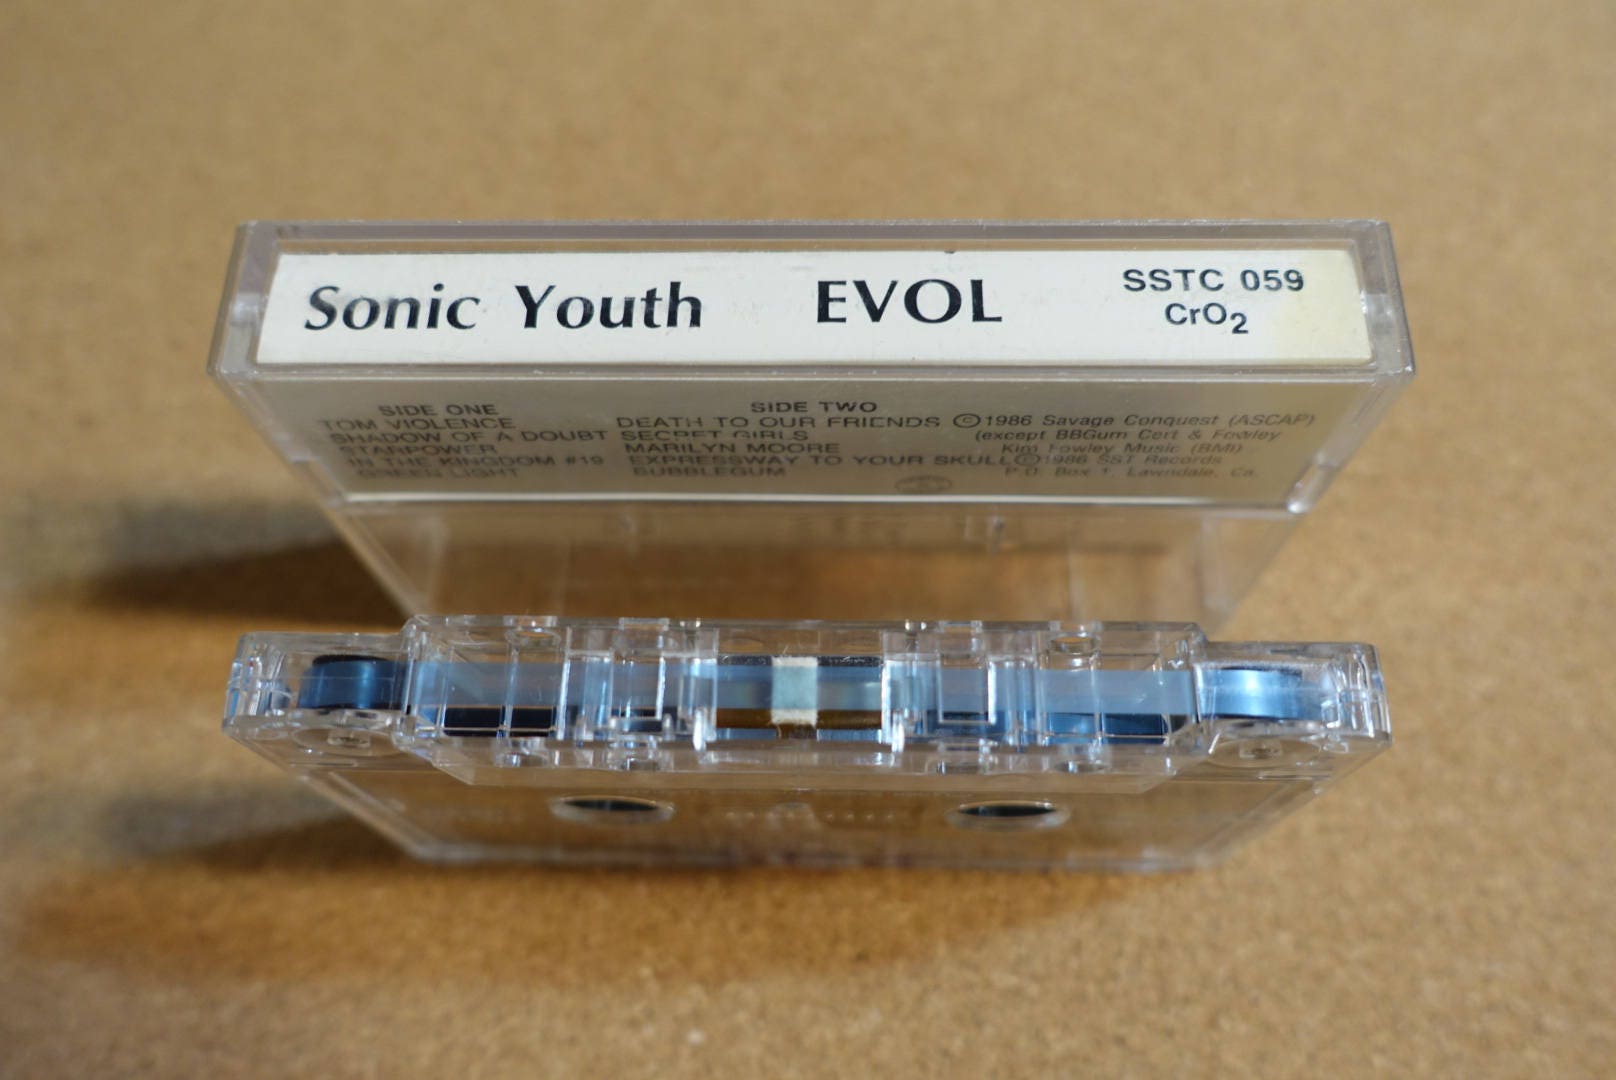 Sonic Youth EVOL SSTC 059
CrO2
SIDE ONE
TOM VIOLENCE
SHADOW OF A DOUBT
STARPOWER
IN THE KINGDOM #19
GREEN LIGHT
SIDE TWO
DEATH TO OUR FRIENDS
SECRET GIRLS
MARILYN MOORE
EXPRESSWAY TO YOUR SKULL
BUBBLEGUM
©1986 Savage Conquest (ASCAP)
(except BBGum Cert & Fowley
Kim Fowley Music (BMI)
Ⓟ1986 SST Records
P.O. Box 1, Lawndale, Ca.